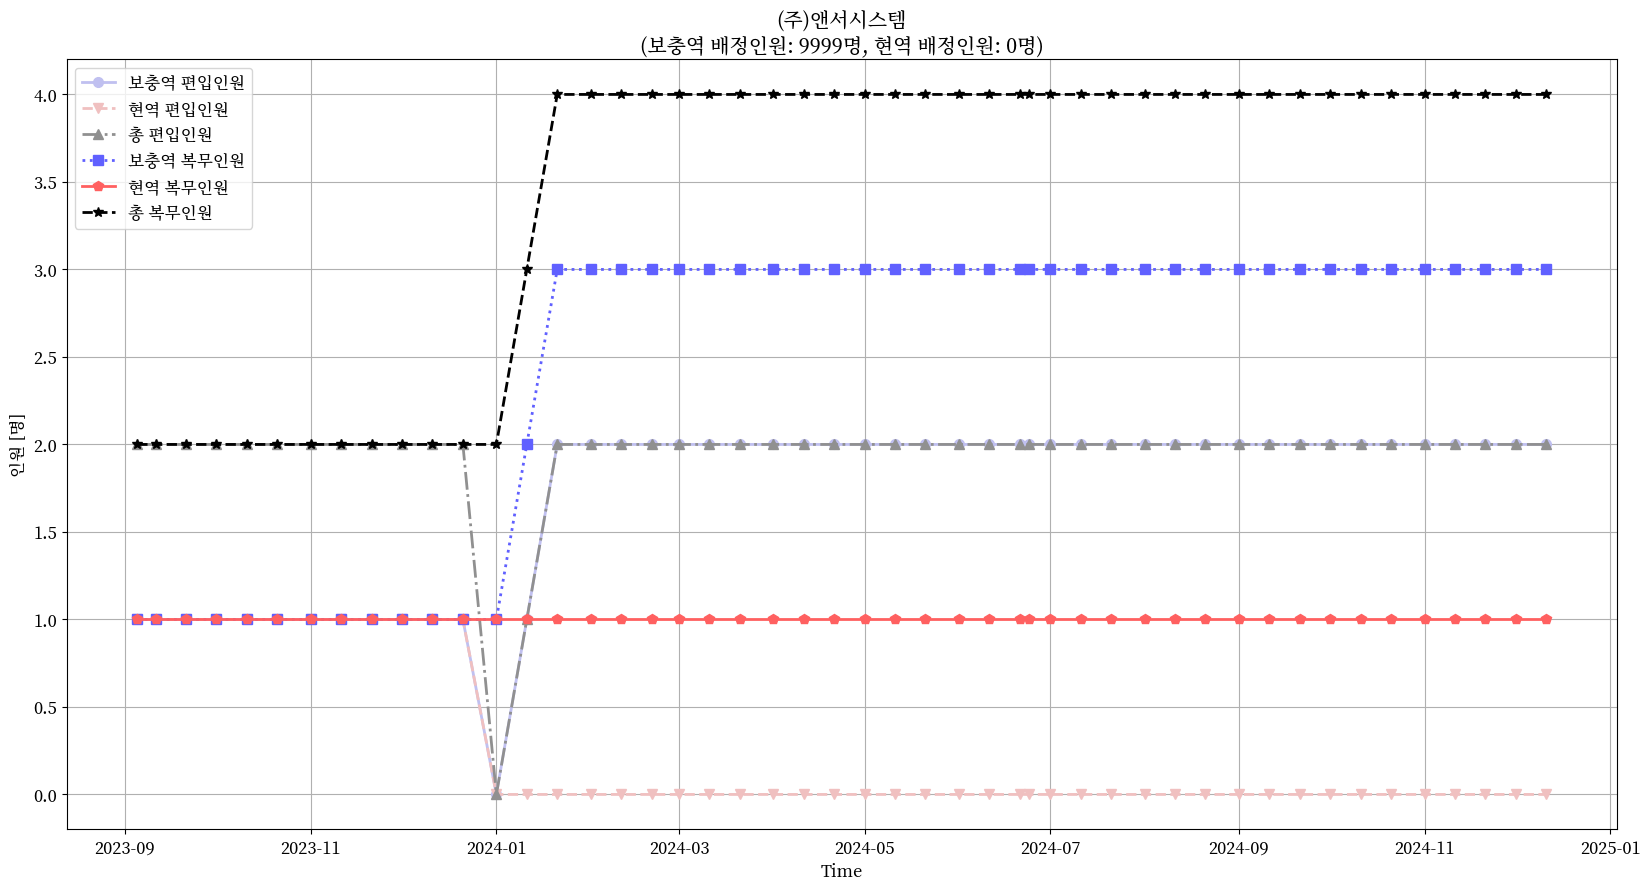 (주)앤서시스템
(보충역 배정인원: 9999명, 현역 배정인원: 0명)
보충역 편입인원
현역 편입인원
총 편입인원
보충역 복무인원
현역 복무인원
총 복무인원
4.0
3.5
3.0
2.5
2.0
1.5
1.0
0.5
0.0
인원 [명]
2023-09
2023-11
2024-01
2024-03
2024-05
2024-07
2024-09
2024-11
2025-01
Time